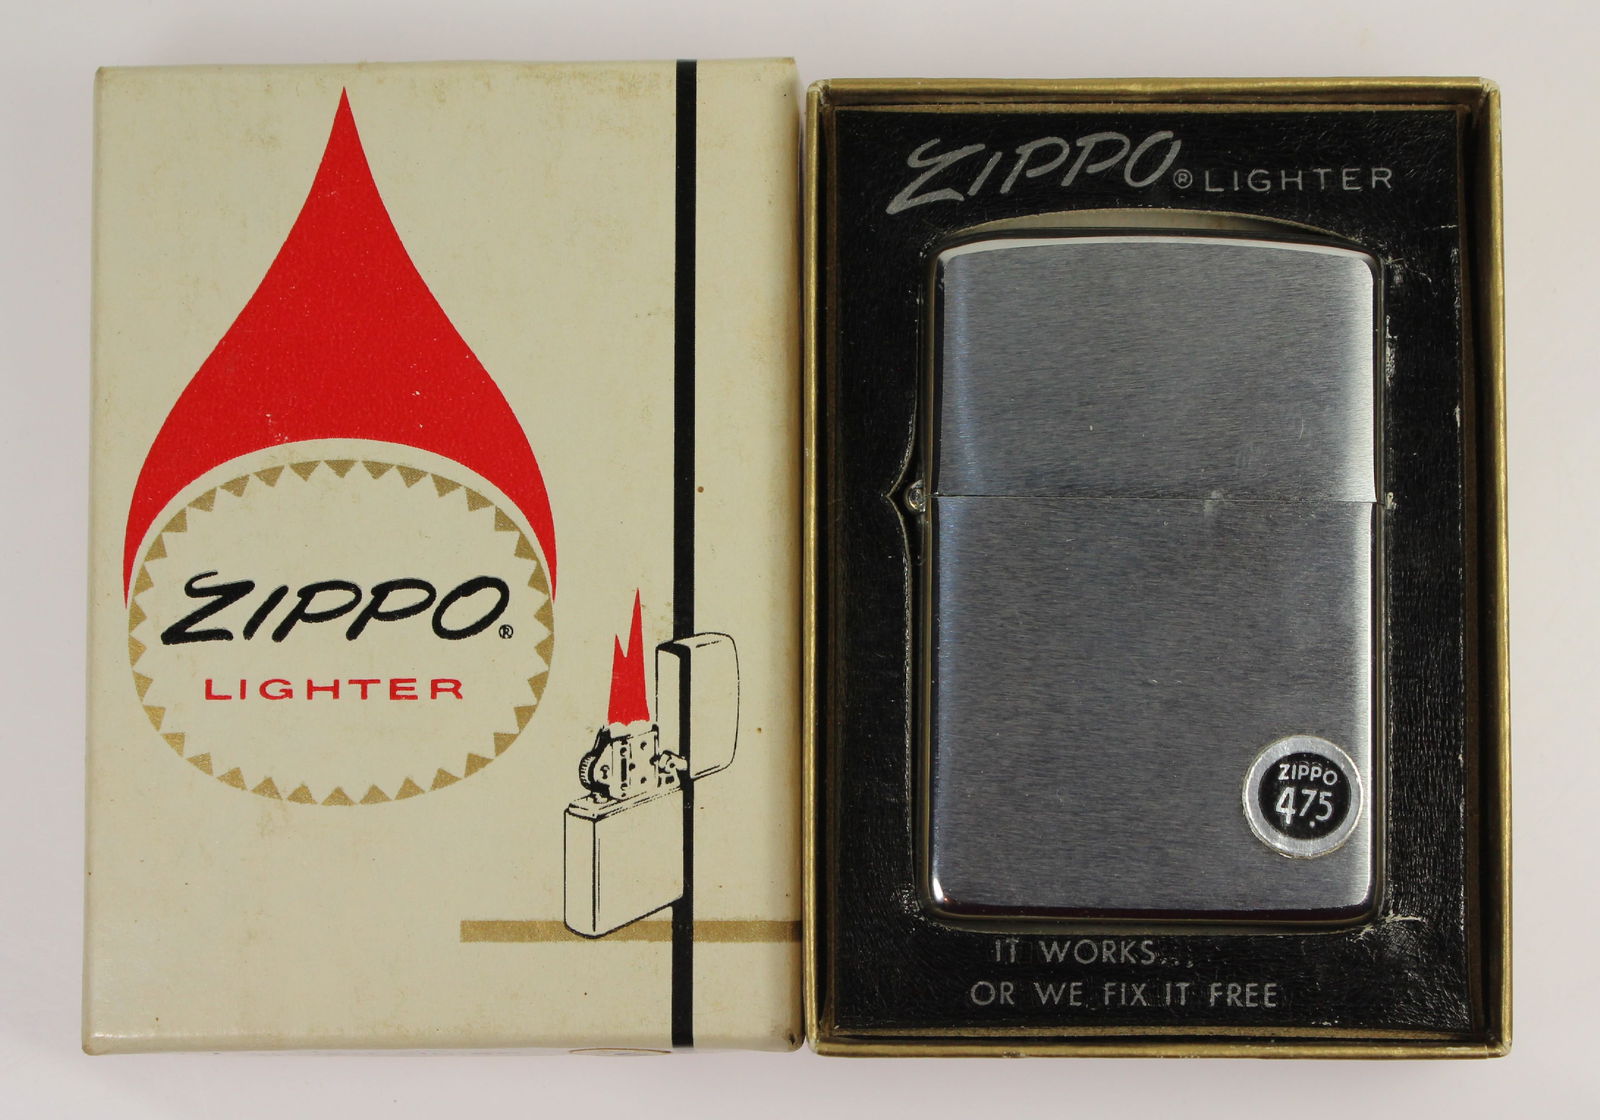 ZIPPO®
LIGHTER
ZIPPO® LIGHTER
ZIPPO
4.75
IT WORKS...
OR WE FIX IT FREE